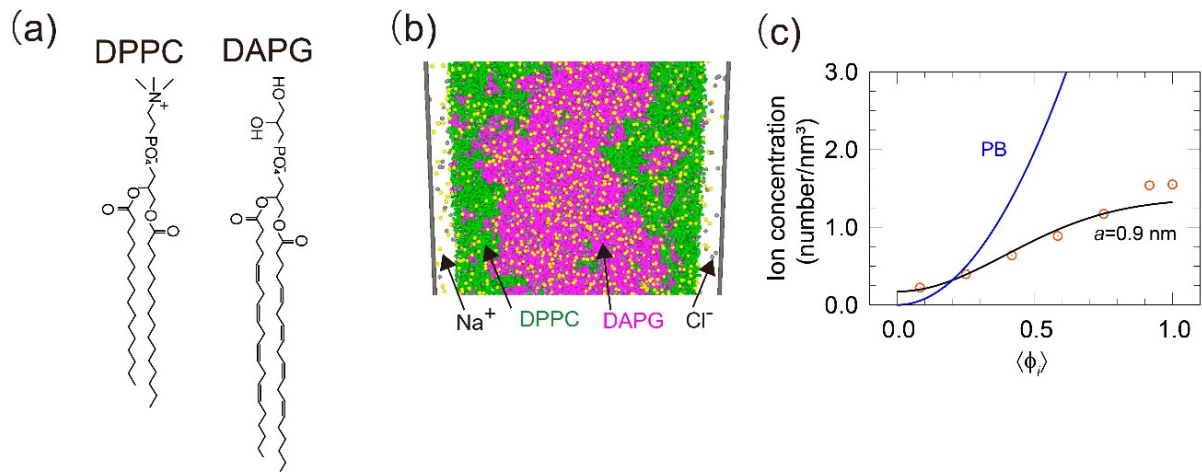 (a)
DPPC
DAPG
N+
PO4-
O
O
O
O
HO
OH
PO4-
O
O
O
O
(b)
Na+
DPPC
DAPG
Cl-
(c)
Ion concentration
(number/nm³)
3.0
2.0
1.0
0.0
PB
a=0.9 nm
0.0
0.5
1.0
⟨ϕi⟩